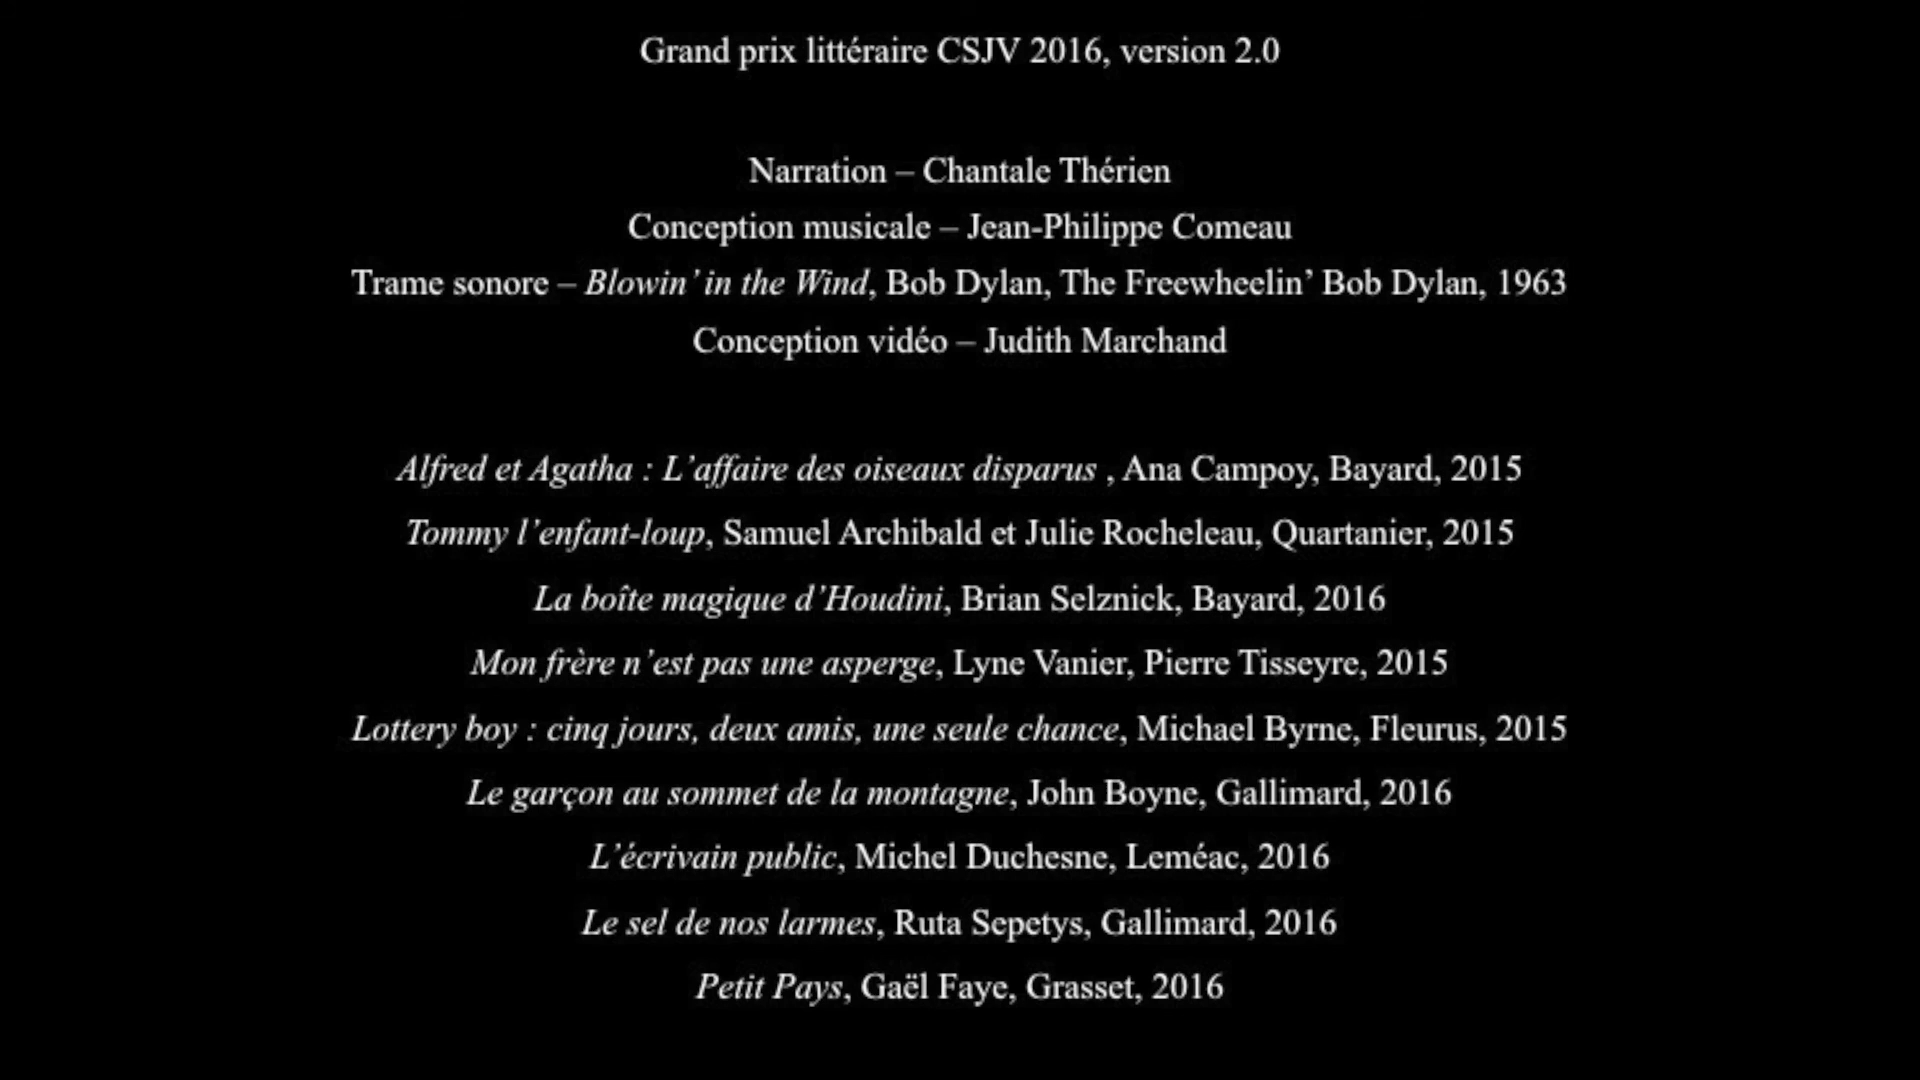 Grand prix littéraire CSJV 2016, version 2.0
Narration – Chantale Thérien
Conception musicale – Jean-Philippe Comeau
Trame sonore – Blowin’ in the Wind, Bob Dylan, The Freewheelin’ Bob Dylan, 1963
Conception vidéo – Judith Marchand
Alfred et Agatha : L’affaire des oiseaux disparus , Ana Campoy, Bayard, 2015
Tommy l’enfant-loup, Samuel Archibald et Julie Rocheleau, Quartanier, 2015
La boîte magique d’Houdini, Brian Selznick, Bayard, 2016
Mon frère n’est pas une asperge, Lyne Vanier, Pierre Tisseyre, 2015
Lottery boy : cinq jours, deux amis, une seule chance, Michael Byrne, Fleurus, 2015
Le garçon au sommet de la montagne, John Boyne, Gallimard, 2016
L’écrivain public, Michel Duchesne, Leméac, 2016
Le sel de nos larmes, Ruta Sepetys, Gallimard, 2016
Petit Pays, Gaël Faye, Grasset, 2016